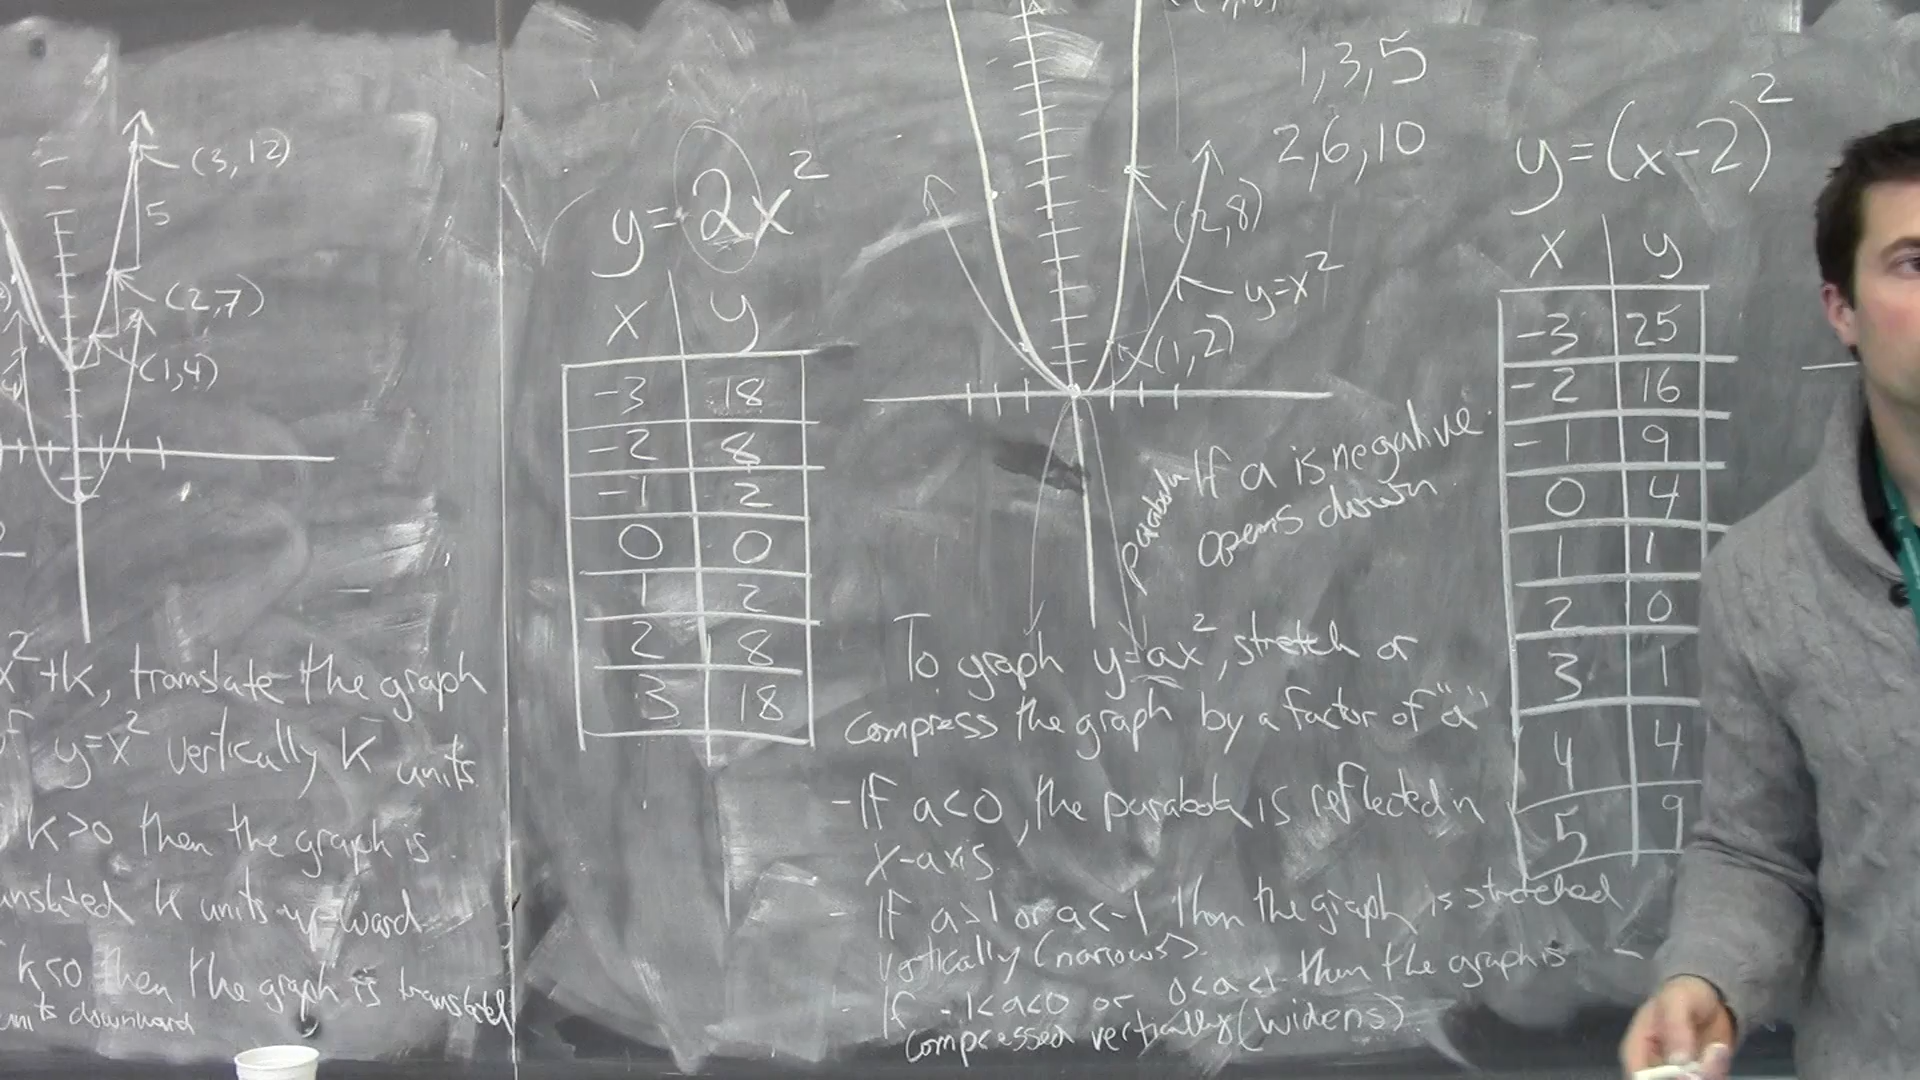 (3,12)
5
(2,7)
(1,4)
x²+k, translate the graph
of y=x² vertically k units
k>0 then the graph is
k units up-ward
k<0 then the graph is translated
units downward
y=2x²
x y
-3 18
-2 8
-1 2
0 0
1 2
2 8
3 18
1,3,5
2,6,10
(2,8)
y=x²
(1,2)
If a is negative
parabola opens down
To graph y=ax², stretch or
compress the graph by a factor of "a"
-If a<0, the parabola is reflected in
x-axis
- If a>1 or a<-1 then the graph is stretched
vertically (narrows)
- If -1<a<0 or 0<a<1 then the graph is
compressed vertically (widens)
y=(x-2)²
x y
-3 25
-2 16
-1 9
0 4
1 1
2 0
3 1
4 4
5 9